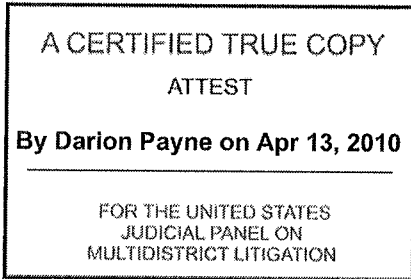 A CERTIFIED TRUE COPY
ATTEST
By Darion Payne on Apr 13, 2010
FOR THE UNITED STATES
JUDICIAL PANEL ON
MULTIDISTRICT LITIGATION